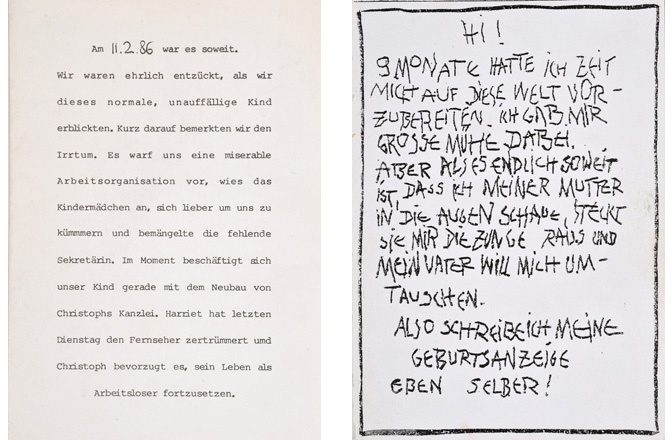 Am 11.2.86 war es soweit.
Wir waren ehrlich entzückt, als wir
dieses normale, unauffällige Kind
erblickten. Kurz darauf bemerkten wir den
Irrtum. Es warf uns eine miserable
Arbeitsorganisation vor, wies das
Kindermädchen an, sich lieber um uns zu
kümmmern und bemängelte die fehlende
Sekretärin. Im Moment beschäftigt sich
unser Kind gerade mit dem Neubau von
Christophs Kanzlei. Harriet hat letzten
Dienstag den Fernseher zertrümmert und
Christoph bevorzugt es, sein Leben als
Arbeitsloser fortzusetzen.
HI!
9 MONATE HATTE ICH ZEIT
MICH AUF DIESE WELT VOR-
ZUBEREITEN. ICH GAB MIR
GROSSE MÜHE DABEI.
ABER ALS ES ENDLICH SOWEIT
IST, DASS ICH MEINER MUTTER
IN DIE AUGEN SCHAUE, STECKT
SIE MIR DIE ZUNGE RAUS UND
MEIN VATER WILL MICH UM-
TAUSCHEN.
ALSO SCHREIBE ICH MEINE
GEBURTSANZEIGE
EBEN SELBER!